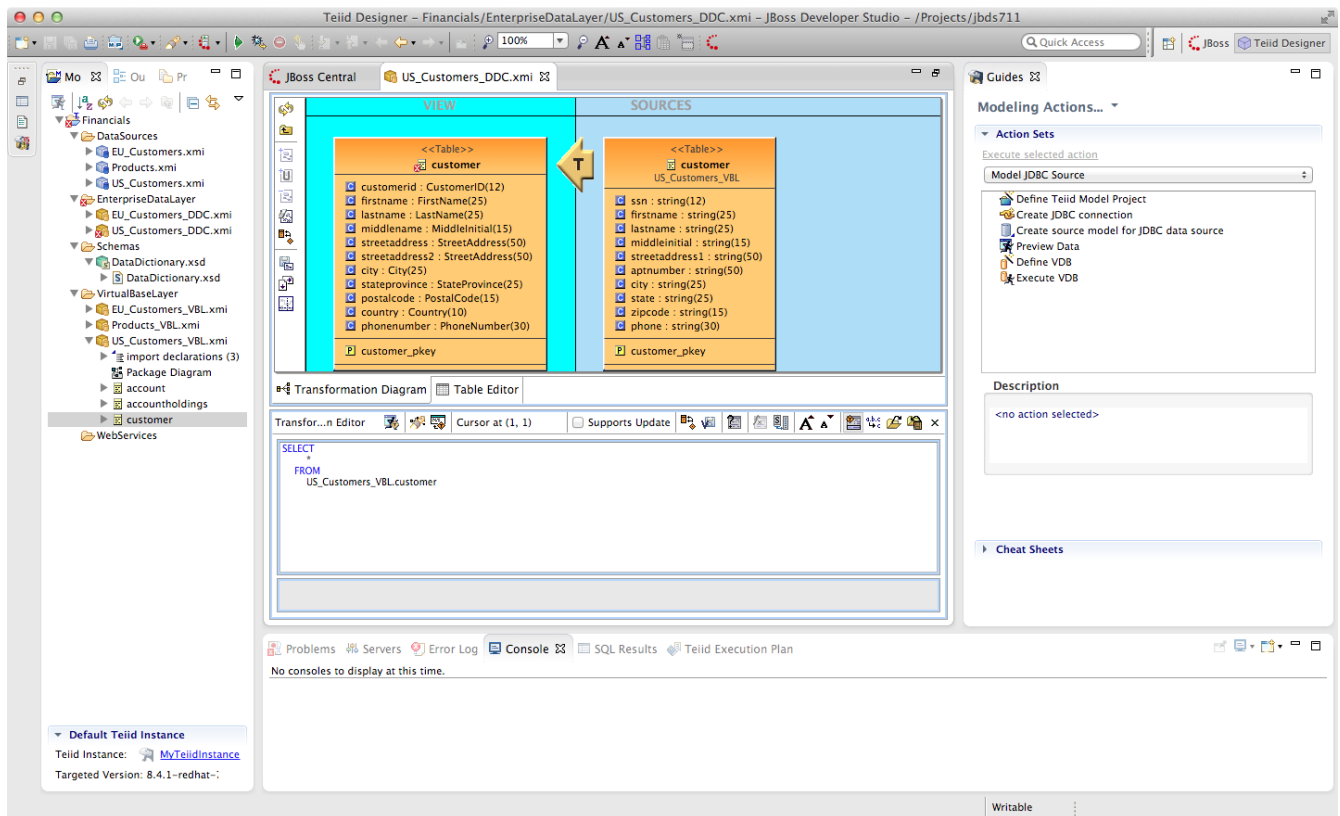 Teiid Designer – Financials/EnterpriseDataLayer/US_Customers_DDC.xmi – JBoss Developer Studio – /Projects/jbds711
100%
Quick Access
JBoss
Teiid Designer
Mo
Ou
Pr
Financials
DataSources
EU_Customers.xmi
Products.xmi
US_Customers.xmi
EnterpriseDataLayer
EU_Customers_DDC.xmi
US_Customers_DDC.xmi
Schemas
DataDictionary.xsd
DataDictionary.xsd
VirtualBaseLayer
EU_Customers_VBL.xmi
Products_VBL.xmi
US_Customers_VBL.xmi
import declarations (3)
Package Diagram
account
accountholdings
customer
WebServices
Default Teiid Instance
Teiid Instance: MyTeiidInstance
Targeted Version: 8.4.1-redhat-
JBoss Central
US_Customers_DDC.xmi
VIEW
<<Table>>
customer
customerid : CustomerID(12)
firstname : FirstName(25)
lastname : LastName(25)
middlename : MiddleInitial(15)
streetaddress : StreetAddress(50)
streetaddress2 : StreetAddress(50)
city : City(25)
stateprovince : StateProvince(25)
postalcode : PostalCode(15)
country : Country(10)
phonenumber : PhoneNumber(30)
customer_pkey
T
SOURCES
<<Table>>
customer
US_Customers_VBL
ssn : string(12)
firstname : string(25)
lastname : string(25)
middleinitial : string(15)
streetaddress1 : string(50)
aptnumber : string(50)
city : string(25)
state : string(25)
zipcode : string(15)
phone : string(30)
customer_pkey
Transformation Diagram
Table Editor
Transfor...n Editor
Cursor at (1, 1)
Supports Update
SELECT
*
FROM
US_Customers_VBL.customer
Problems
Servers
Error Log
Console
SQL Results
Teiid Execution Plan
No consoles to display at this time.
Guides
Modeling Actions...
Action Sets
Execute selected action
Model JDBC Source
Define Teiid Model Project
Create JDBC connection
Create source model for JDBC data source
Preview Data
Define VDB
Execute VDB
Description
<no action selected>
Cheat Sheets
Writable